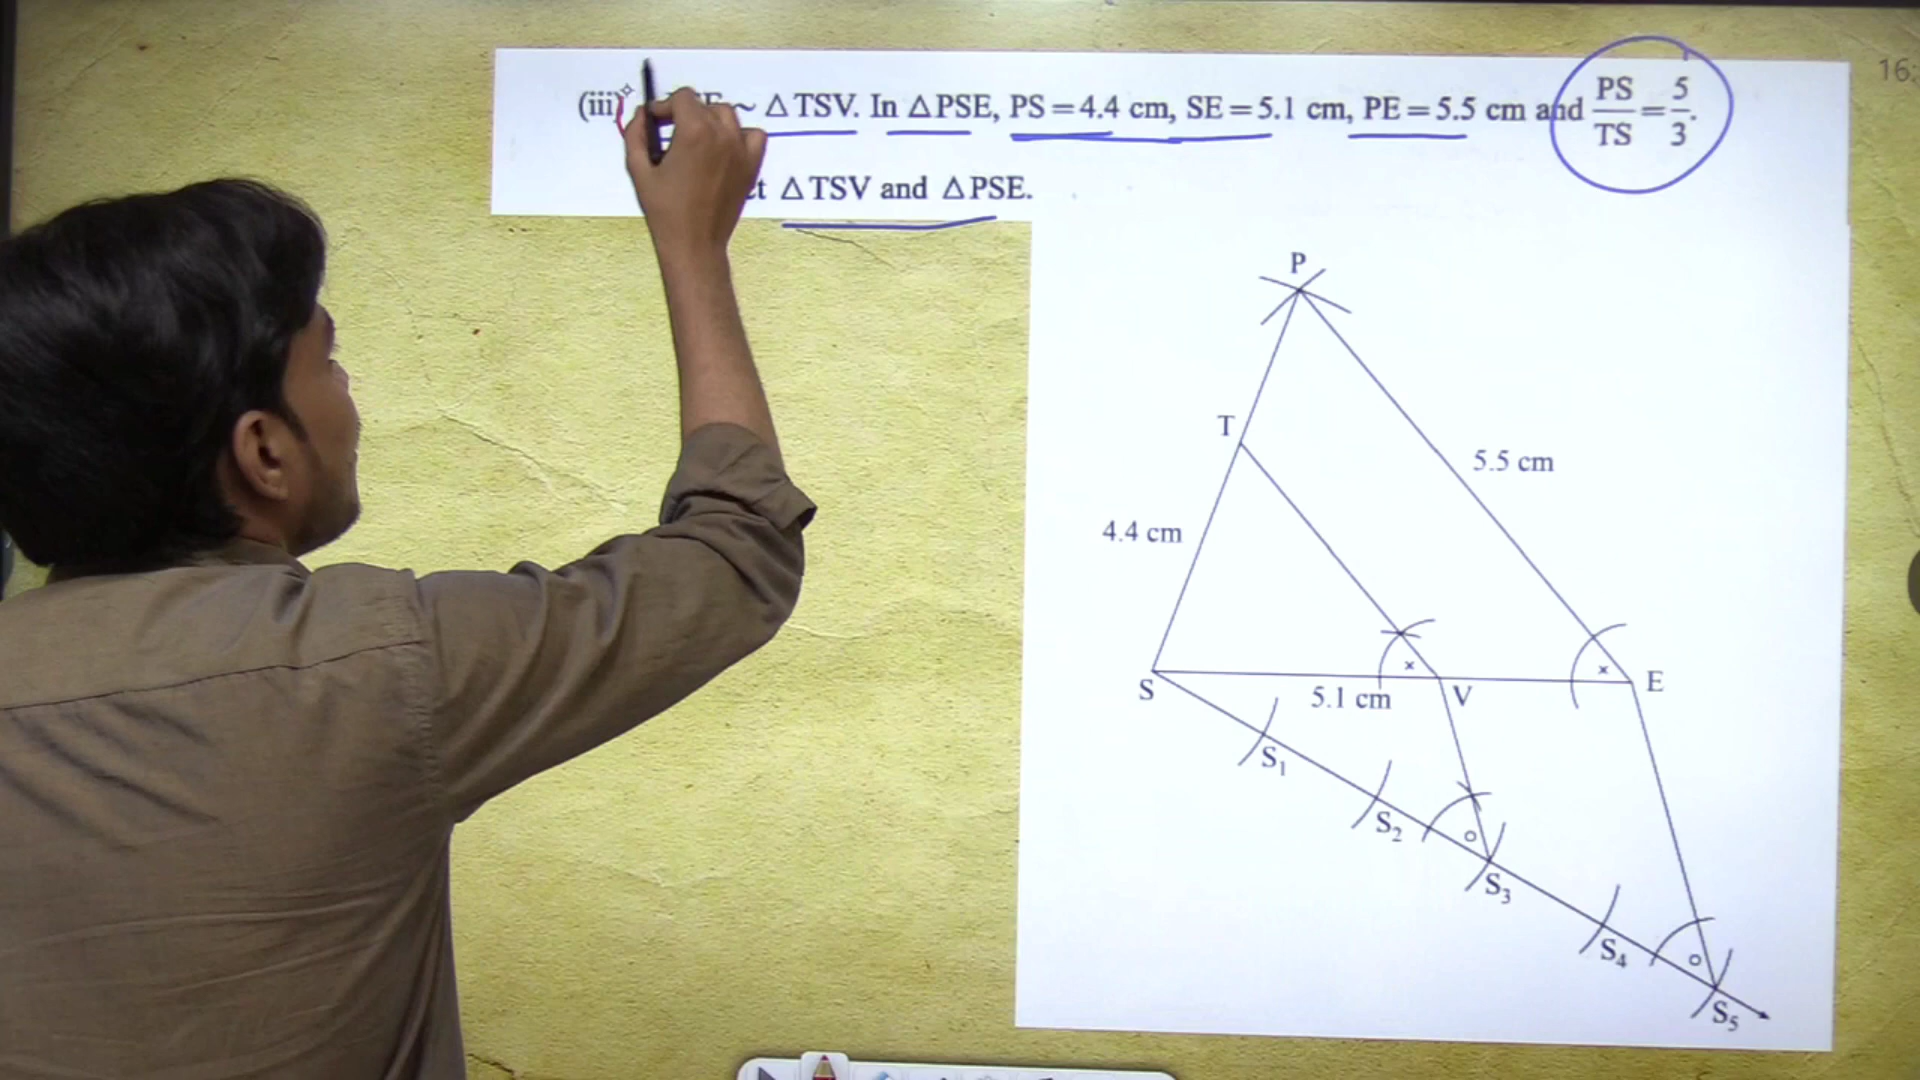 16:
(iii) ~ △TSV. In △PSE, PS = 4.4 cm, SE = 5.1 cm, PE = 5.5 cm and PS/TS = 5/3.
△TSV and △PSE.
P
T
5.5 cm
4.4 cm
x
x
S
5.1 cm
V
E
S₁
S₂
S₃
S₄
S₅